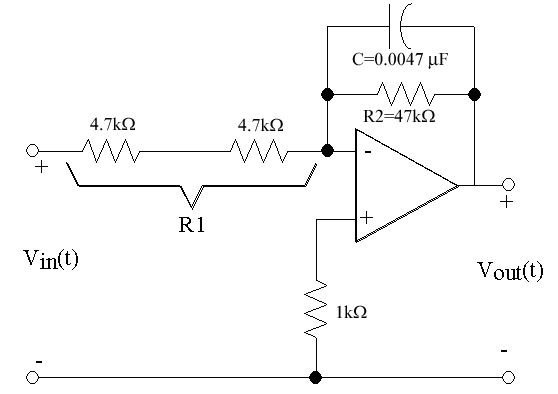 C=0.0047 μF
R2=47kΩ
4.7kΩ
4.7kΩ
+
-
+
+
R1
Vin(t)
Vout(t)
1kΩ
-
-